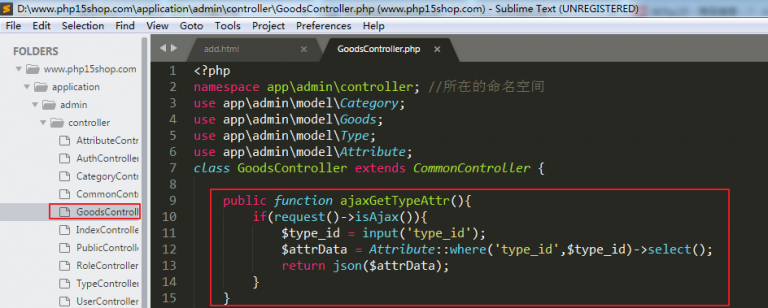 D:\www.php15shop.com\application\admin\controller\GoodsController.php (www.php15shop.com) - Sublime Text (UNREGISTERED)
File Edit Selection Find View Goto Tools Project Preferences Help
FOLDERS
www.php15shop.com
application
admin
controller
AttributeContr
AuthController
CategoryContr
CommonContr
GoodsControll
IndexController
PublicControlle
RoleController
TypeController
UserController
add.html
GoodsController.php
1 <?php
2 namespace app\admin\controller; //所在的命名空间
3 use app\admin\model\Category;
4 use app\admin\model\Goods;
5 use app\admin\model\Type;
6 use app\admin\model\Attribute;
7 class GoodsController extends CommonController {
8
9 public function ajaxGetTypeAttr(){
10 if(request()->isAjax()){
11 $type_id = input('type_id');
12 $attrData = Attribute::where('type_id',$type_id)->select();
13 return json($attrData);
14 }
15 }